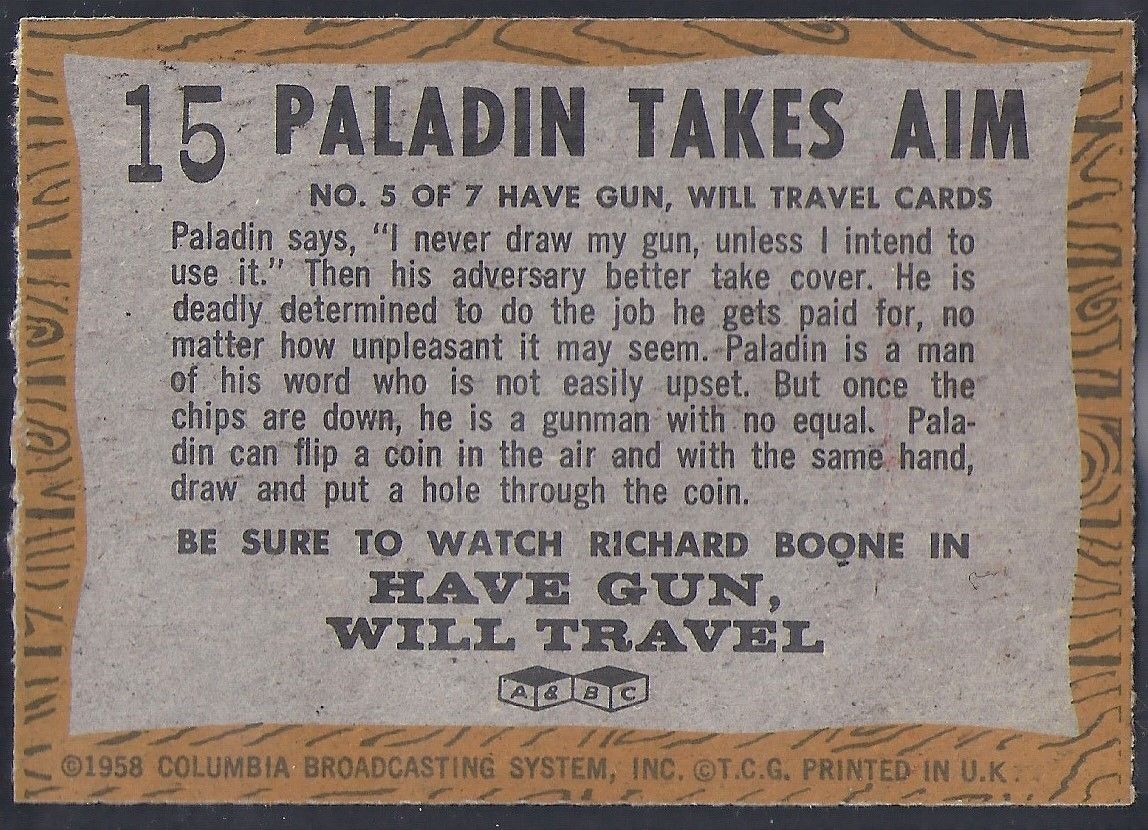 15 PALADIN TAKES AIM
NO. 5 OF 7 HAVE GUN, WILL TRAVEL CARDS
Paladin says, "I never draw my gun, unless I intend to
use it." Then his adversary better take cover. He is
deadly determined to do the job he gets paid for, no
matter how unpleasant it may seem. Paladin is a man
of his word who is not easily upset. But once the
chips are down, he is a gunman with no equal. Pala-
din can flip a coin in the air and with the same hand,
draw and put a hole through the coin.
BE SURE TO WATCH RICHARD BOONE IN
HAVE GUN,
WILL TRAVEL
A & B C
©1958 COLUMBIA BROADCASTING SYSTEM, INC. ©T.C.G. PRINTED IN U.K.